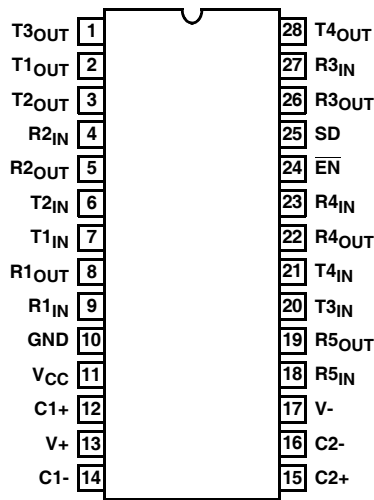 T3OUT 1 28 T4OUT
T1OUT 2 27 R3IN
T2OUT 3 26 R3OUT
R2IN 4 25 SD
R2OUT 5 24 E̅N̅
T2IN 6 23 R4IN
T1IN 7 22 R4OUT
R1OUT 8 21 T4IN
R1IN 9 20 T3IN
GND 10 19 R5OUT
VCC 11 18 R5IN
C1+ 12 17 V-
V+ 13 16 C2-
C1- 14 15 C2+